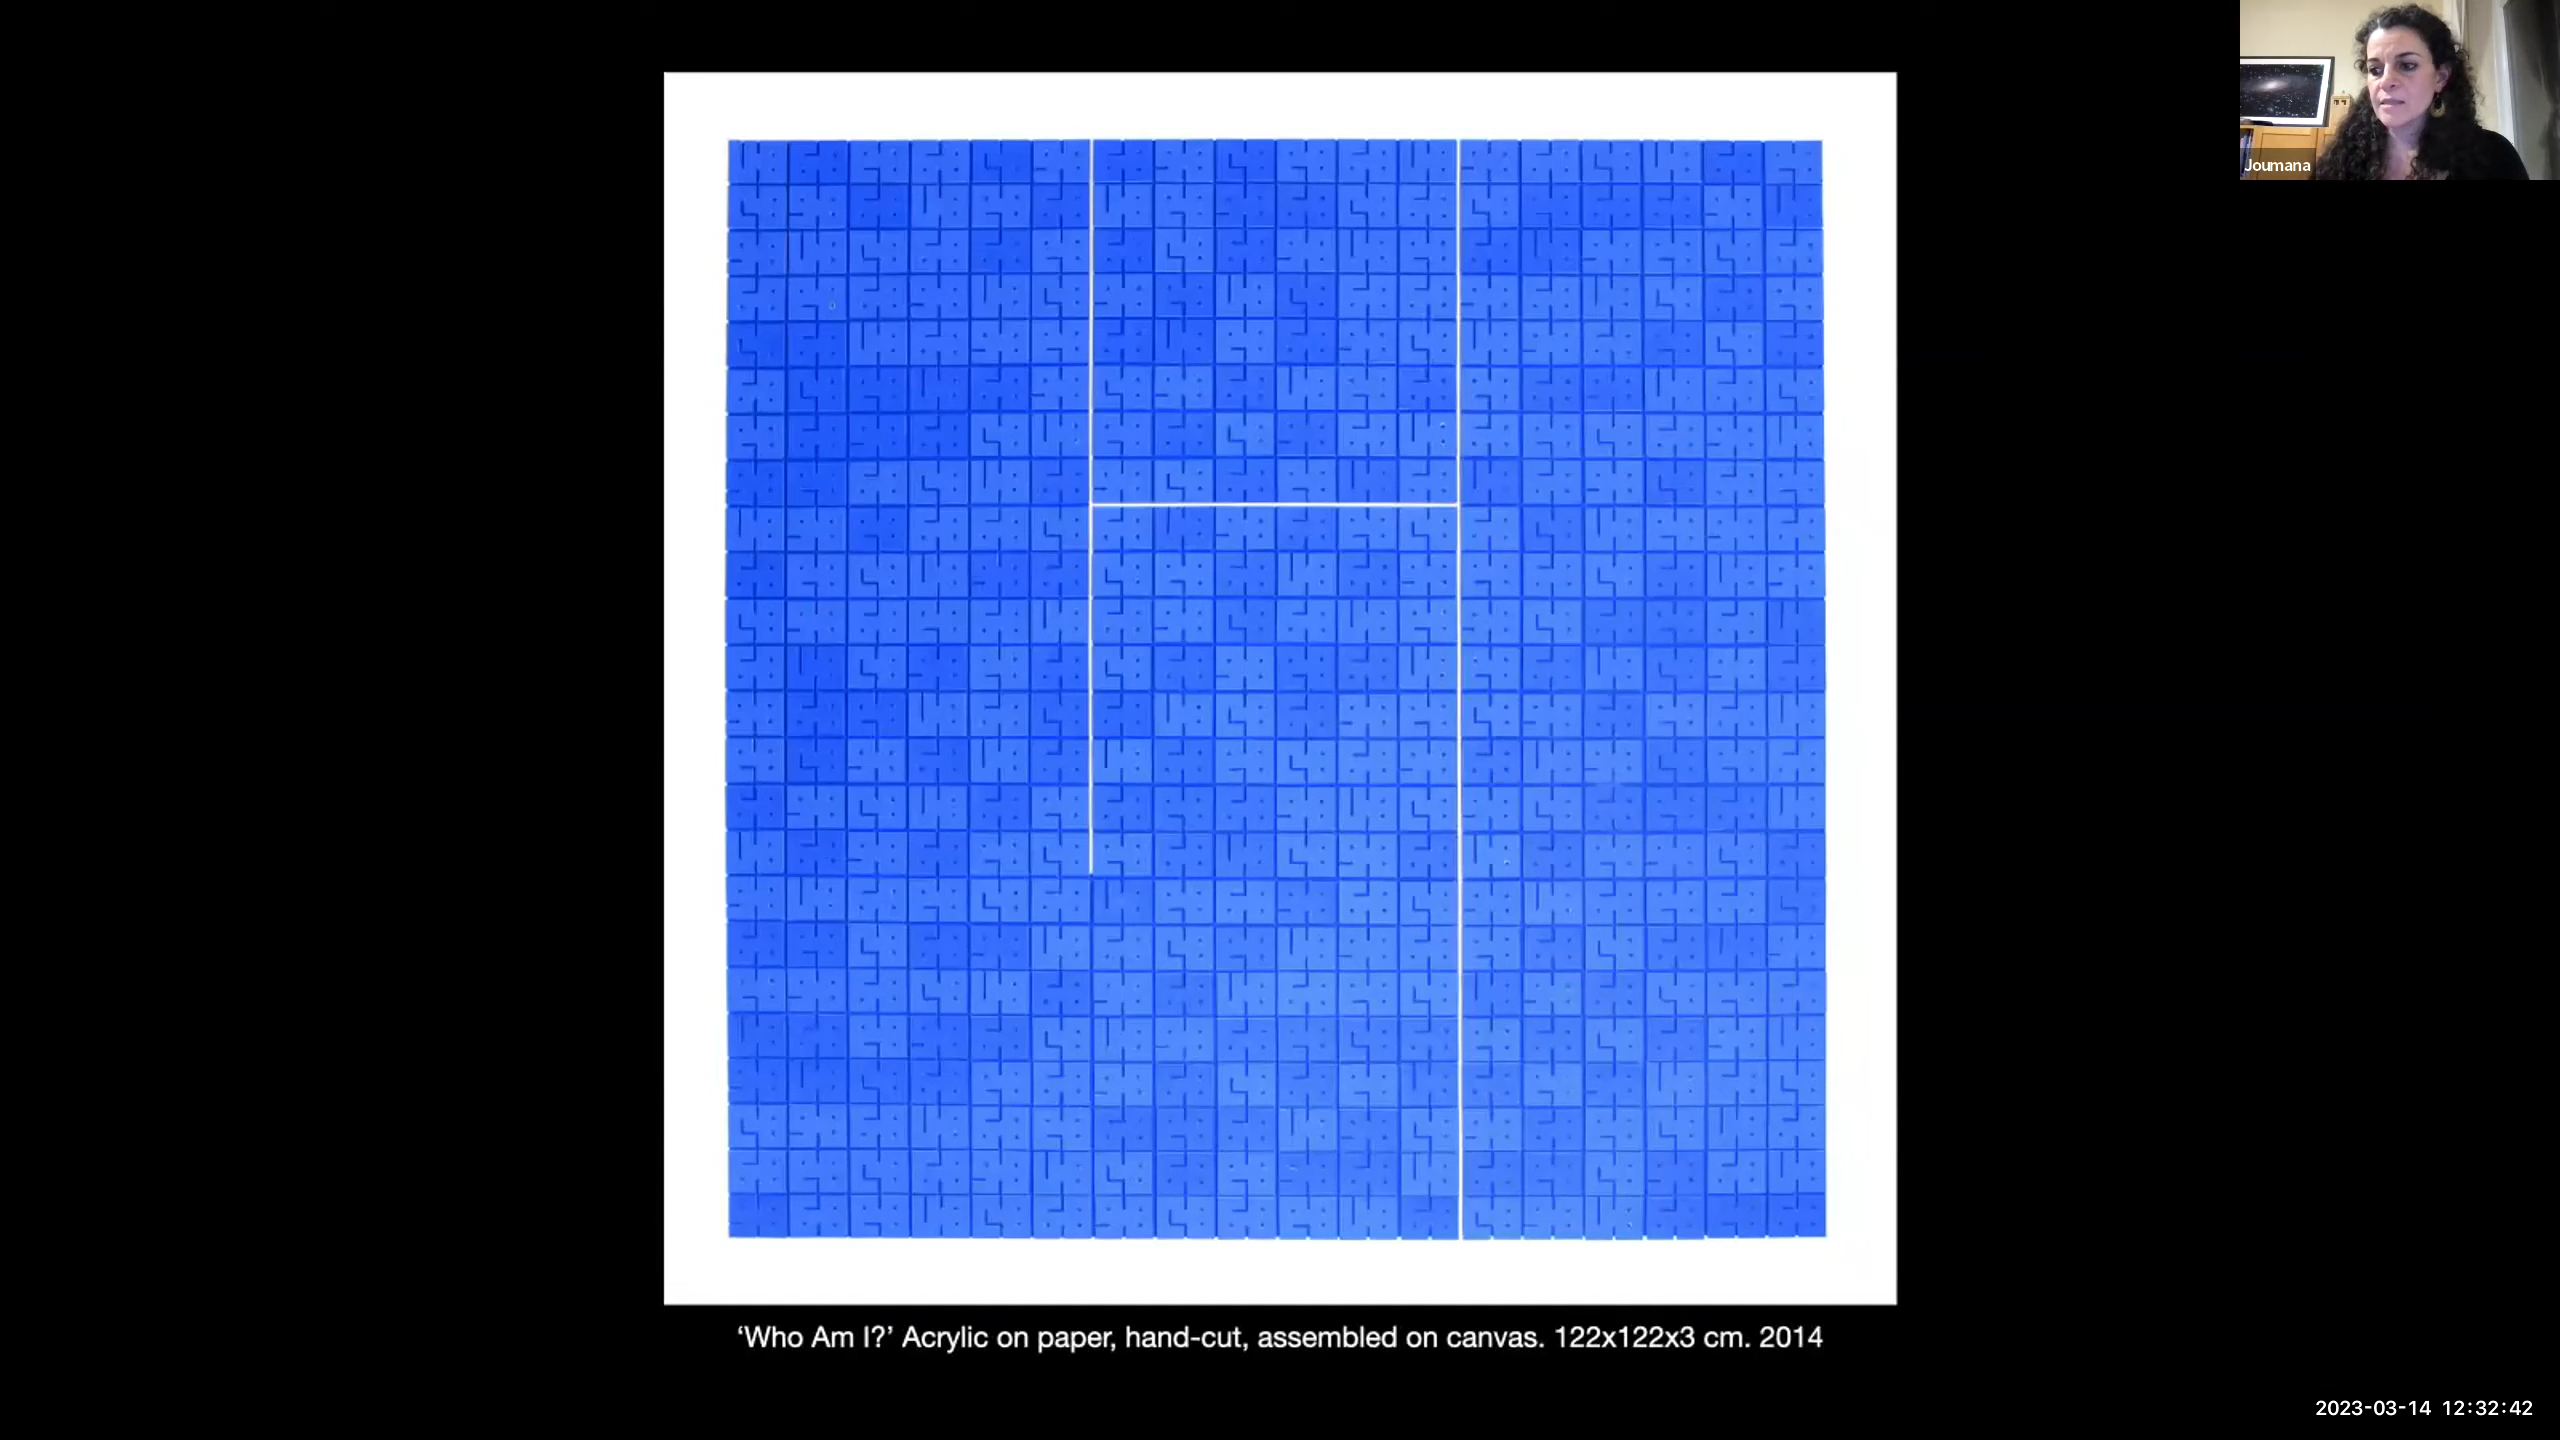 Joumana
‘Who Am I?’ Acrylic on paper, hand-cut, assembled on canvas. 122x122x3 cm. 2014
2023-03-14 12:32:42